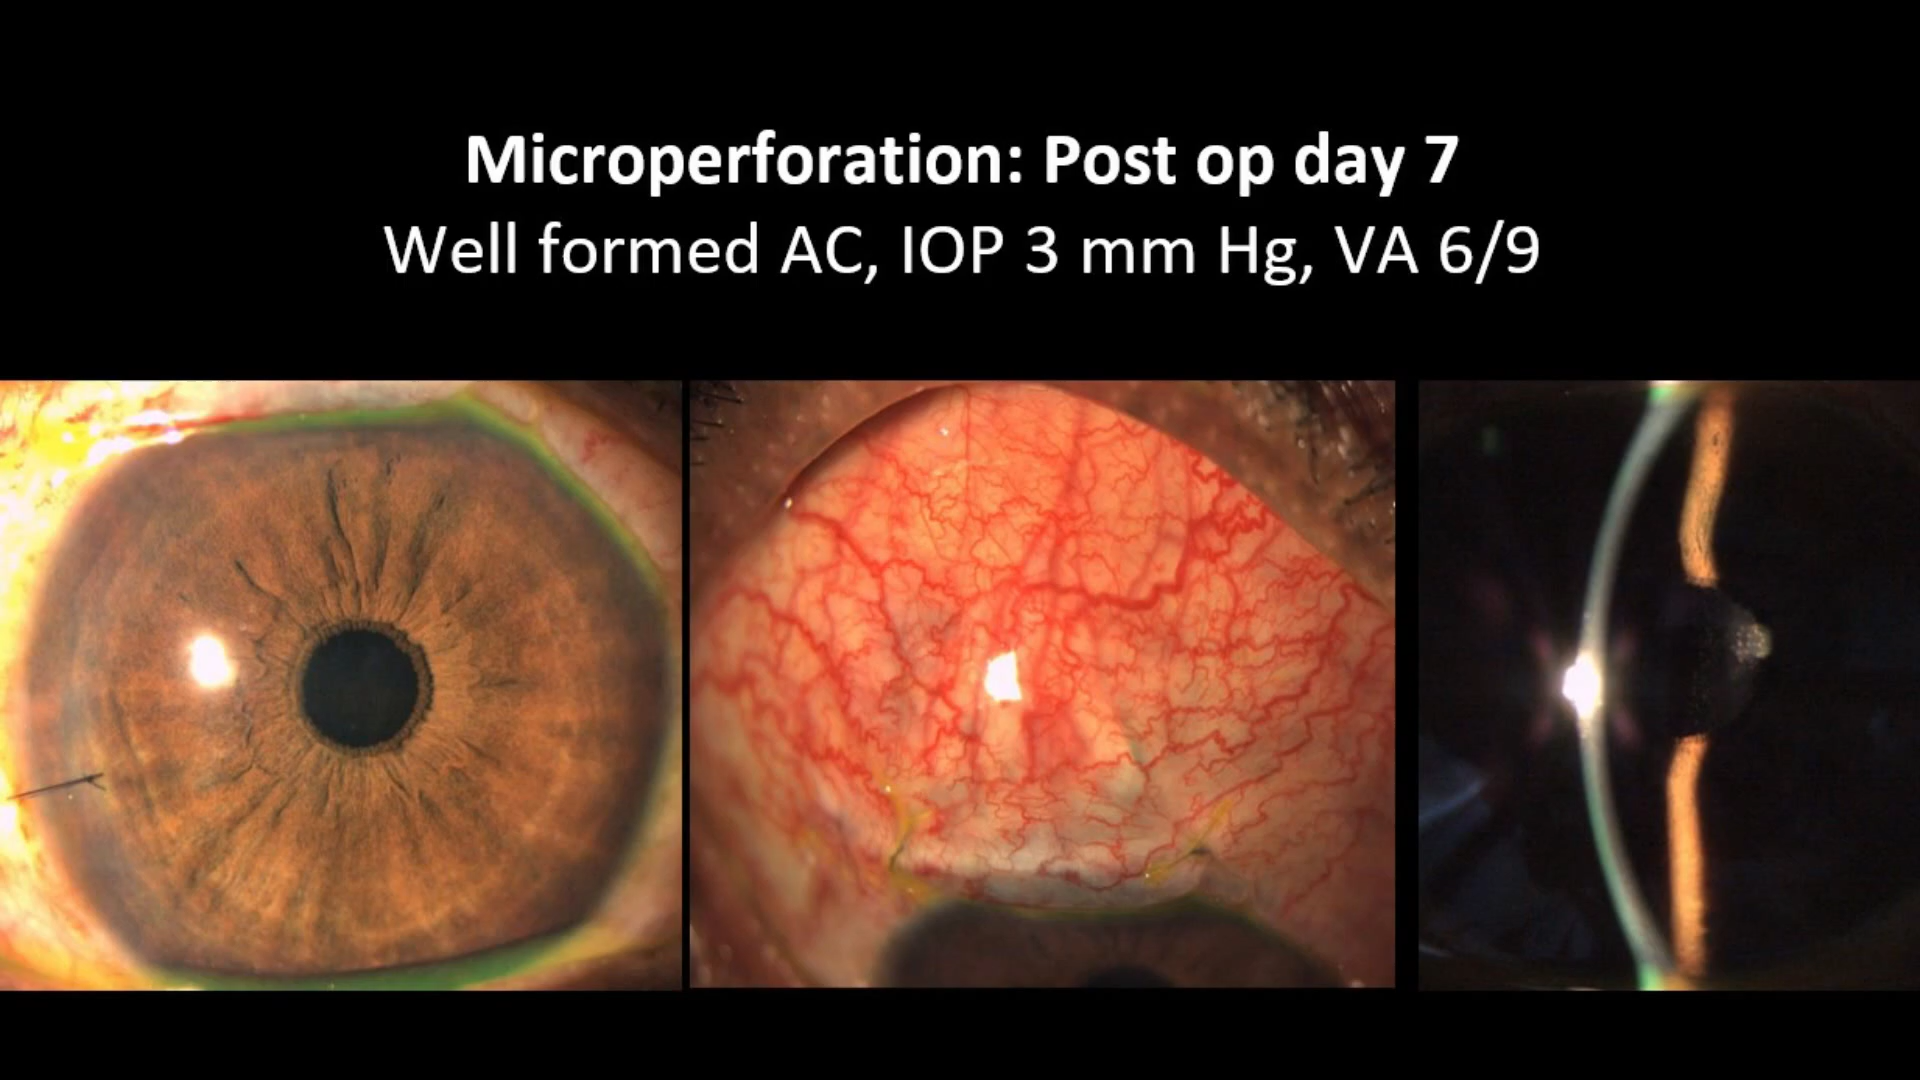 Microperforation: Post op day 7
Well formed AC, IOP 3 mm Hg, VA 6/9